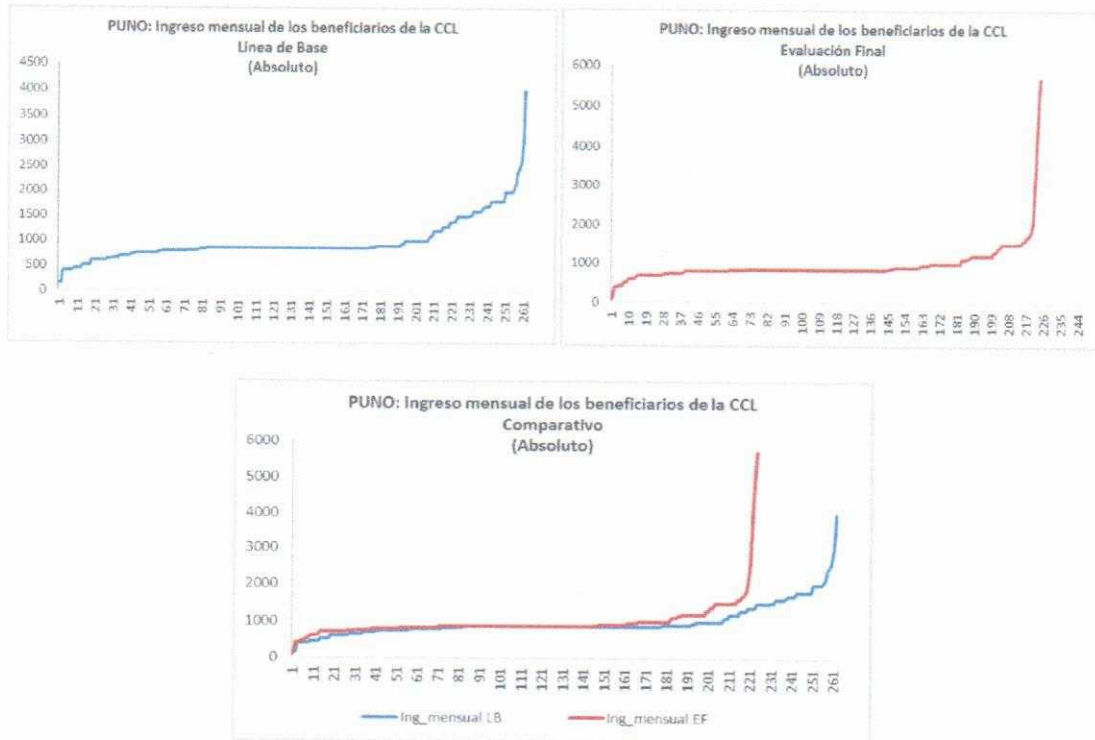 PUNO: Ingreso mensual de los beneficiarios de la CCL
Linea de Base
(Absoluto)
4500
4000
3500
3000
2500
2000
1500
1000
500
0
1 11 21 31 41 51 61 71 81 91 101 111 121 131 141 151 161 171 181 191 201 211 221 231 241 251 261
PUNO: Ingreso mensual de los beneficiarios de la CCL
Evaluación Final
(Absoluto)
6000
5000
4000
3000
2000
1000
0
1 10 19 28 37 46 55 64 73 82 91 100 109 118 127 136 145 154 163 172 181 190 199 208 217 226 235 244
PUNO: Ingreso mensual de los beneficiarios de la CCL
Comparativo
(Absoluto)
6000
5000
4000
3000
2000
1000
0
1 11 21 31 41 51 61 71 81 91 101 111 121 131 141 151 161 171 181 191 201 211 221 231 241 251 261
Ing_mensual LB
Ing_mensual EF